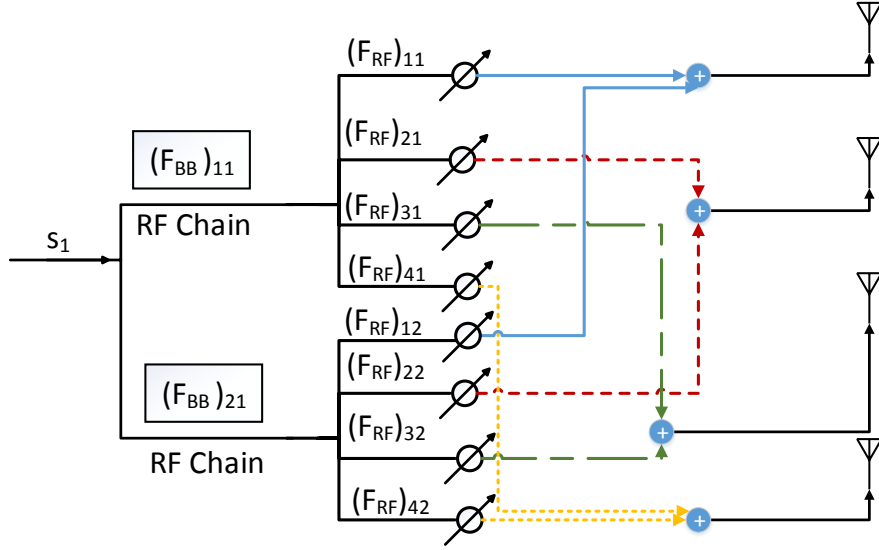 (F_RF)_11
(F_RF)_21
(F_BB)_11
(F_RF)_31
RF Chain
s_1
(F_RF)_41
(F_RF)_12
(F_RF)_22
(F_BB)_21
(F_RF)_32
RF Chain
(F_RF)_42
+
+
+
+